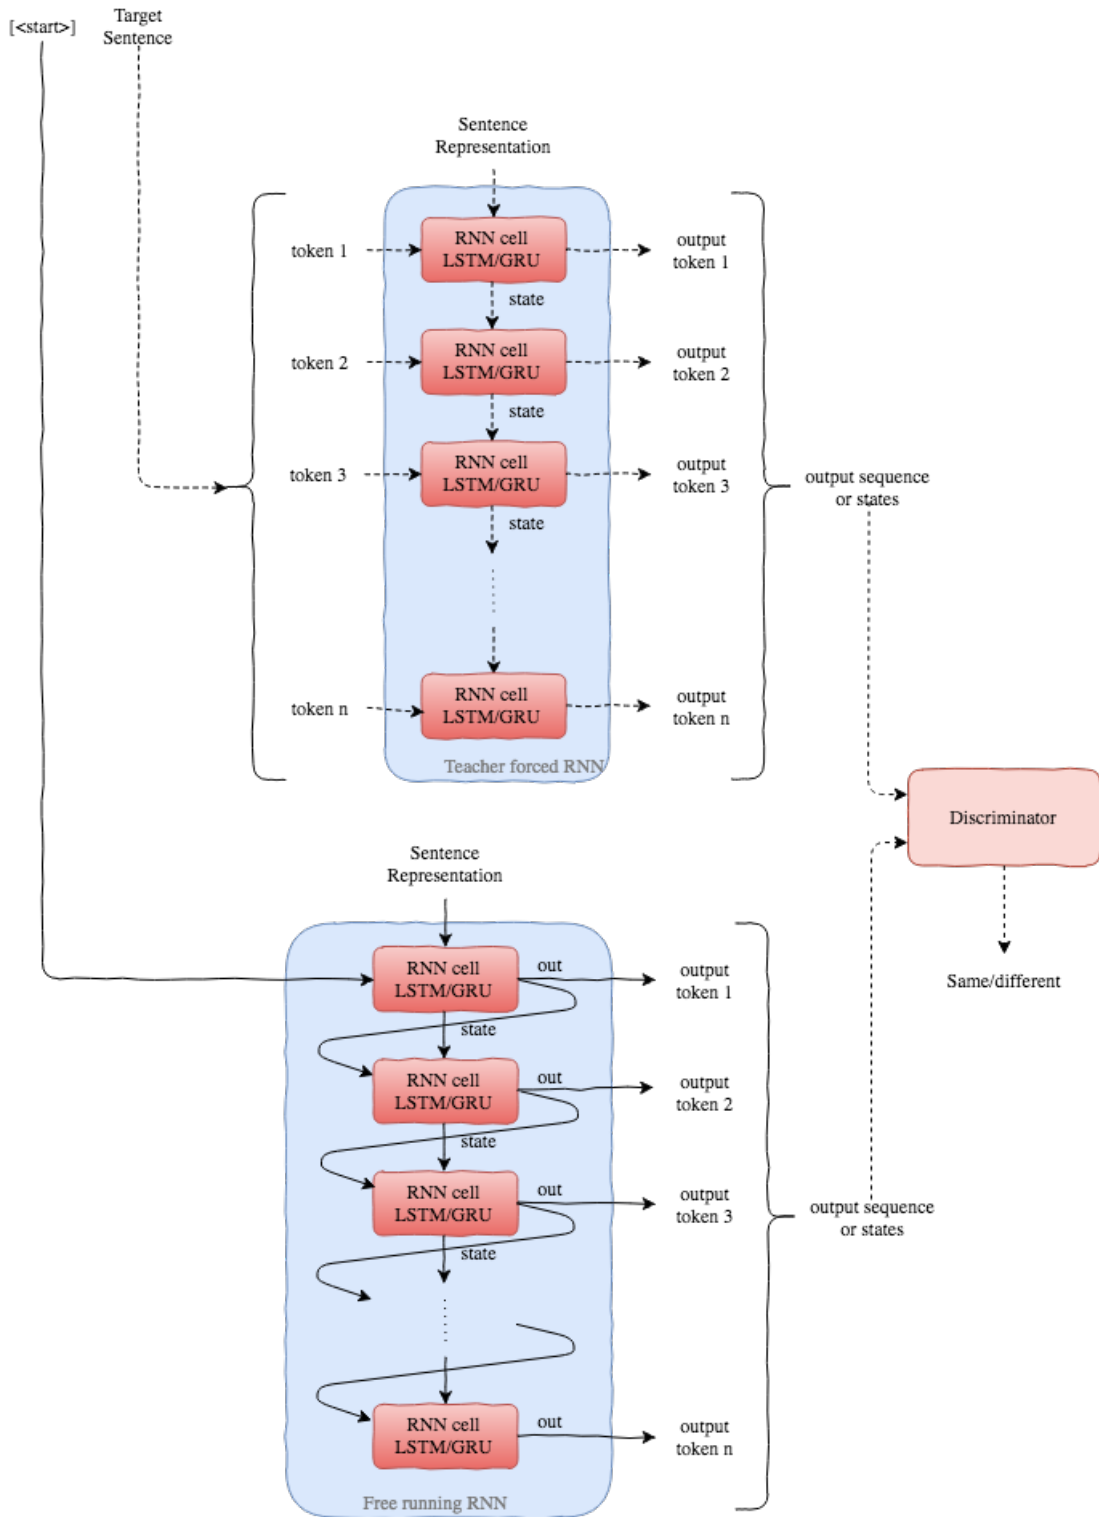 [<start>]
Target
Sentence
Sentence
Representation
token 1
RNN cell
LSTM/GRU
output
token 1
state
token 2
RNN cell
LSTM/GRU
output
token 2
state
token 3
RNN cell
LSTM/GRU
output
token 3
state
output sequence
or states
token n
RNN cell
LSTM/GRU
output
token n
Teacher forced RNN
Discriminator
Same/different
Sentence
Representation
RNN cell
LSTM/GRU
out
output
token 1
state
RNN cell
LSTM/GRU
out
output
token 2
state
RNN cell
LSTM/GRU
out
output
token 3
state
output sequence
or states
RNN cell
LSTM/GRU
out
output
token n
Free running RNN